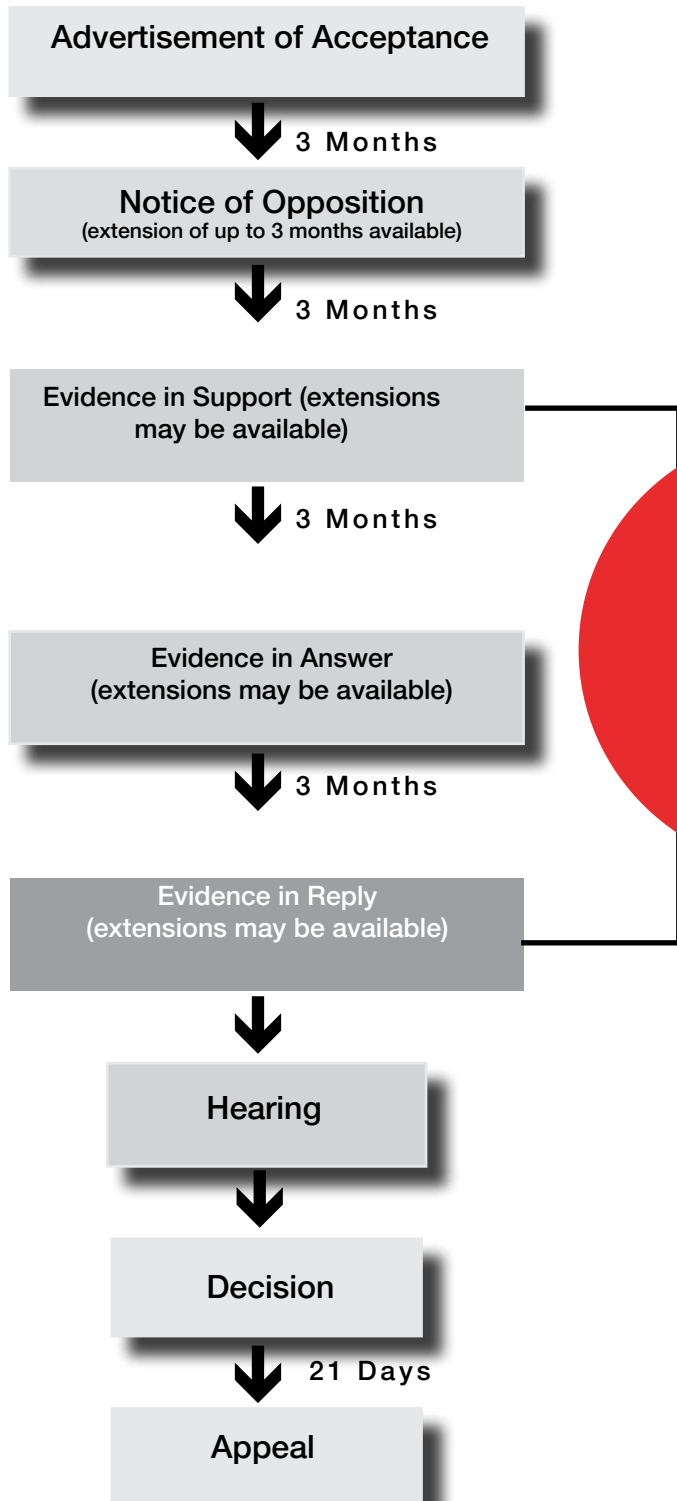 Advertisement of Acceptance
3 Months
Notice of Opposition
(extension of up to 3 months available)
3 Months
Evidence in Support (extensions
may be available)
3 Months
Evidence in Answer
(extensions may be available)
3 Months
Evidence in Reply
(extensions may be available)
Hearing
Decision
21 Days
Appeal